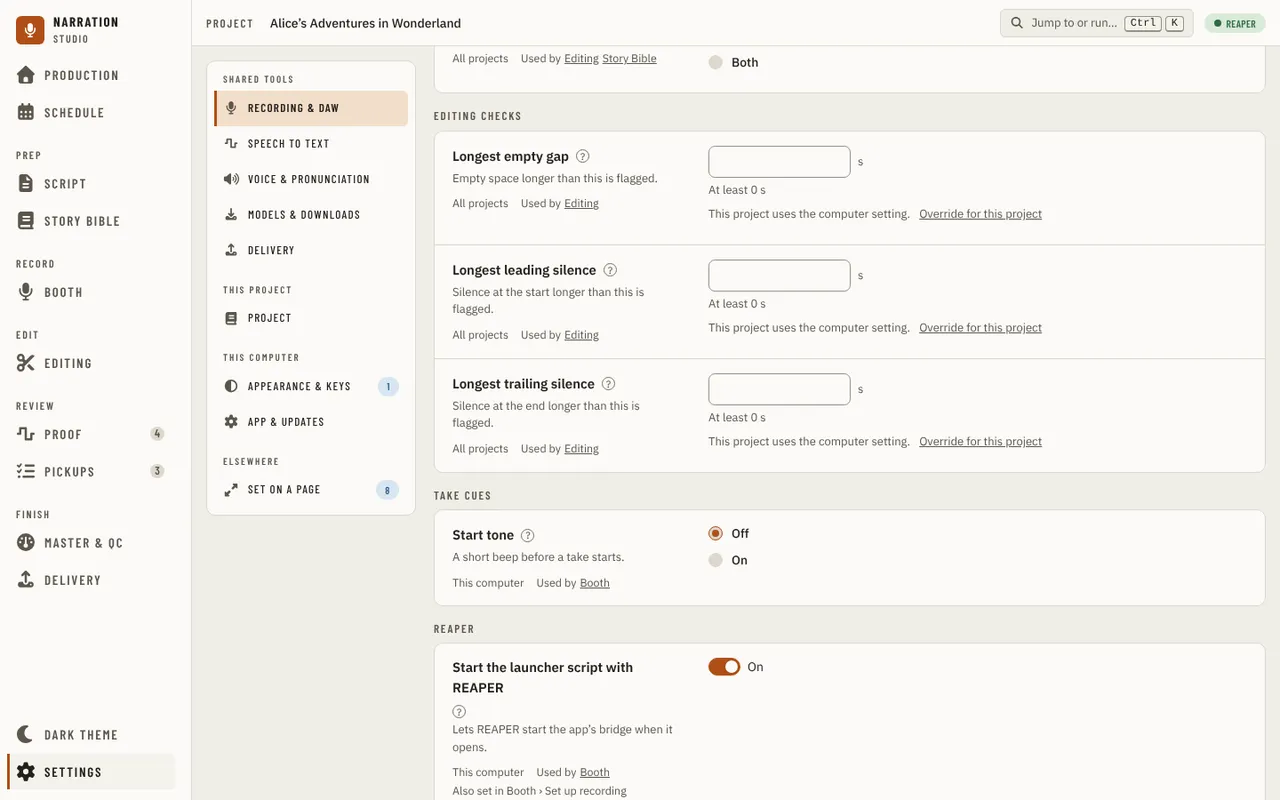 NARRATION
STUDIO
PRODUCTION
SCHEDULE
PREP
SCRIPT
STORY BIBLE
RECORD
BOOTH
EDIT
EDITING
REVIEW
PROOF 4
PICKUPS 3
FINISH
MASTER & QC
DELIVERY
DARK THEME
SETTINGS
PROJECT Alice's Adventures in Wonderland
Jump to or run... Ctrl K
REAPER
SHARED TOOLS
RECORDING & DAW
SPEECH TO TEXT
VOICE & PRONUNCIATION
MODELS & DOWNLOADS
DELIVERY
THIS PROJECT
PROJECT
THIS COMPUTER
APPEARANCE & KEYS 1
APP & UPDATES
ELSEWHERE
SET ON A PAGE 8
All projects Used by Editing Story Bible
Both
EDITING CHECKS
Longest empty gap ?
Empty space longer than this is flagged.
All projects Used by Editing
s
At least 0 s
This project uses the computer setting. Override for this project
Longest leading silence ?
Silence at the start longer than this is
flagged.
All projects Used by Editing
s
At least 0 s
This project uses the computer setting. Override for this project
Longest trailing silence ?
Silence at the end longer than this is
flagged.
All projects Used by Editing
s
At least 0 s
This project uses the computer setting. Override for this project
TAKE CUES
Start tone ?
A short beep before a take starts.
This computer Used by Booth
Off
On
REAPER
Start the launcher script with
REAPER
?
Lets REAPER start the app's bridge when it
opens.
This computer Used by Booth
Also set in Booth › Set up recording
On